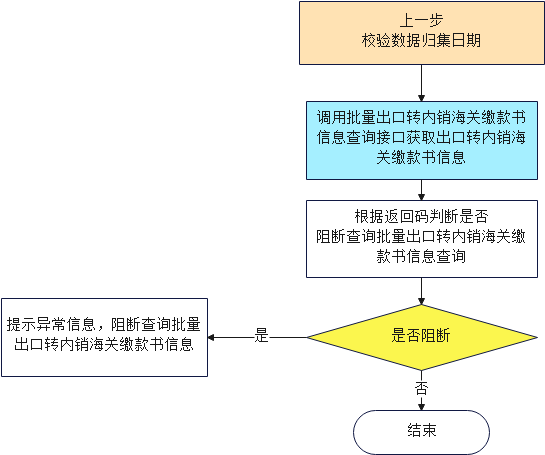 上一步
校验数据归集日期
调用批量出口转内销海关缴款书
信息查询接口获取出口转内销海
关缴款书信息
根据返回码判断是否
阻断查询批量出口转内销海关缴
款书信息查询
是否阻断
是
提示异常信息，阻断查询批量
出口转内销海关缴款书信息
否
结束